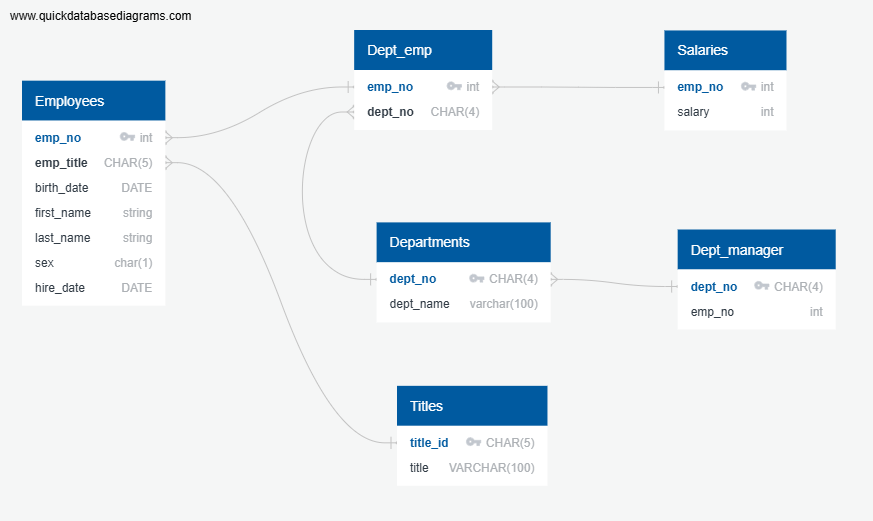 www.quickdatabasediagrams.com
Employees
emp_no int
emp_title CHAR(5)
birth_date DATE
first_name string
last_name string
sex char(1)
hire_date DATE
Dept_emp
emp_no int
dept_no CHAR(4)
Salaries
emp_no int
salary int
Departments
dept_no CHAR(4)
dept_name varchar(100)
Dept_manager
dept_no CHAR(4)
emp_no int
Titles
title_id CHAR(5)
title VARCHAR(100)